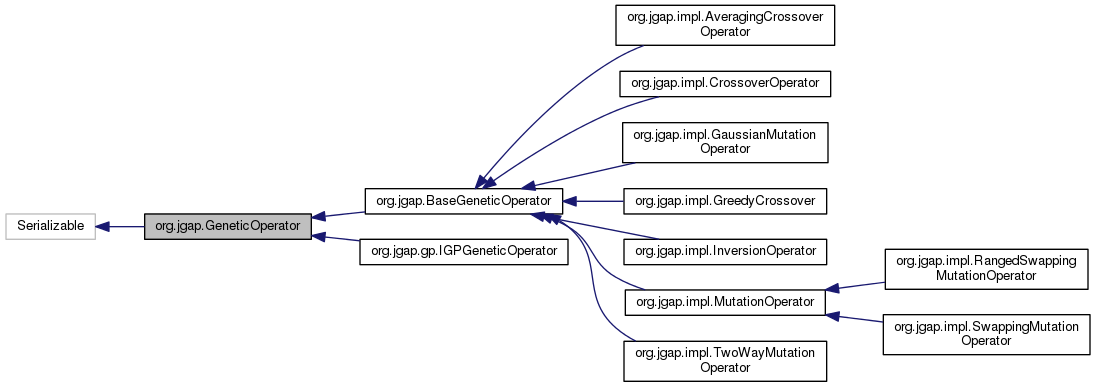 Serializable
org.jgap.GeneticOperator
org.jgap.BaseGeneticOperator
org.jgap.gp.IGPGeneticOperator
org.jgap.impl.AveragingCrossover
Operator
org.jgap.impl.CrossoverOperator
org.jgap.impl.GaussianMutation
Operator
org.jgap.impl.GreedyCrossover
org.jgap.impl.InversionOperator
org.jgap.impl.MutationOperator
org.jgap.impl.TwoWayMutation
Operator
org.jgap.impl.RangedSwapping
MutationOperator
org.jgap.impl.SwappingMutation
Operator